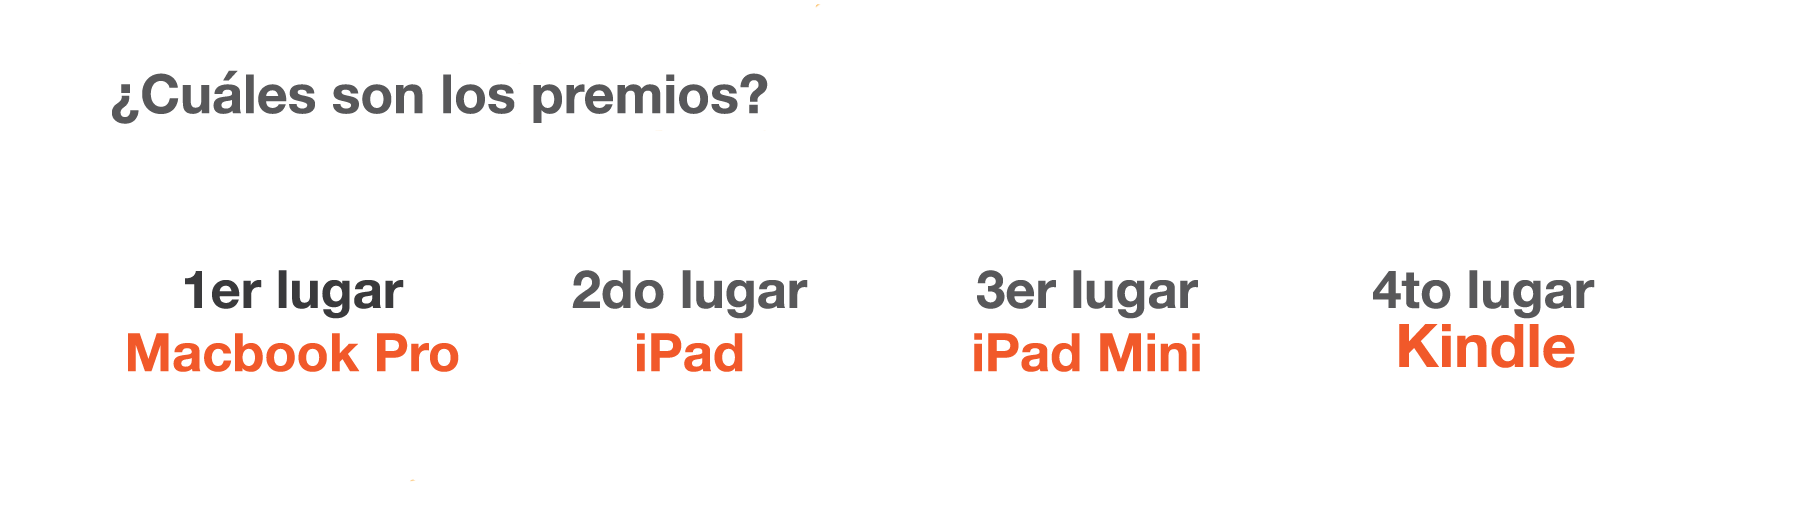 ¿Cuáles son los premios?
1er lugar
Macbook Pro
2do lugar
iPad
3er lugar
iPad Mini
4to lugar
Kindle